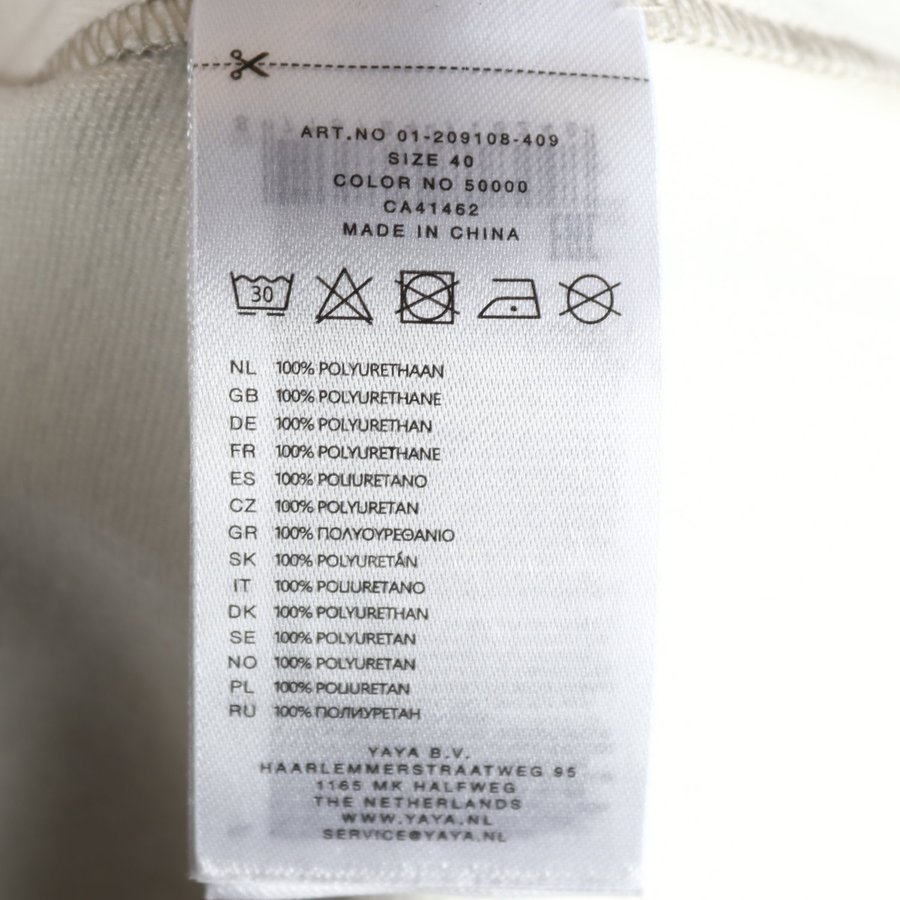 ART.NO 01-209108-409
SIZE 40
COLOR NO 50000
CA41462
MADE IN CHINA
30
NL 100% POLYURETHAAN
GB 100% POLYURETHANE
DE 100% POLYURETHAN
FR 100% POLYURETHANE
ES 100% POLIURETANO
CZ 100% POLYURETAN
GR 100% ΠΟΛΥΟΥΡΕΘΑΝΙΟ
SK 100% POLYURETÁN
IT 100% POLIURETANO
DK 100% POLYURETHAN
SE 100% POLYURETAN
NO 100% POLYURETAN
PL 100% POLIURETAN
RU 100% ПОЛИУРЕТАН
YAYA B.V.
HAARLEMMERSTRAATWEG 95
1165 MK HALFWEG
THE NETHERLANDS
WWW.YAYA.NL
SERVICE@YAYA.NL